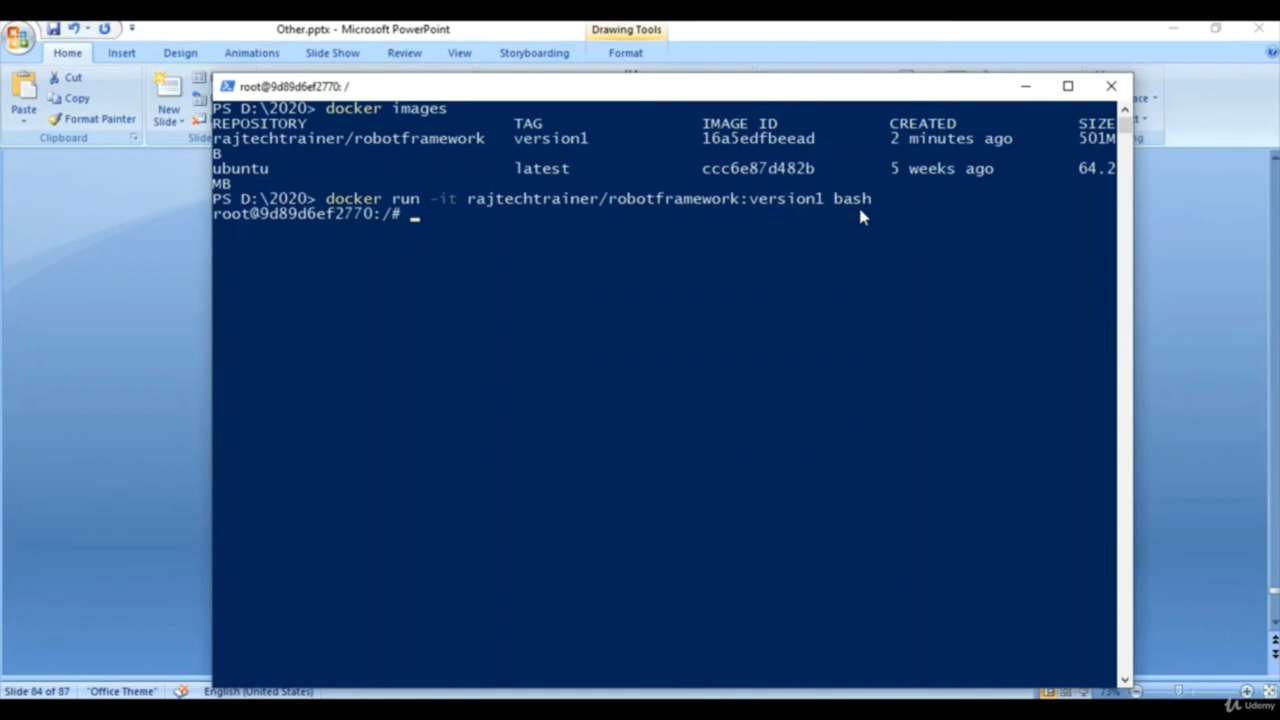 Other.pptx - Microsoft PowerPoint
Drawing Tools
Home
Insert
Design
Animations
Slide Show
Review
View
Storyboarding
Format
Paste
Cut
Copy
Format Painter
Clipboard
New
Slide
root@9d89d6ef2770: /
PS D:\2020> docker images
REPOSITORY TAG IMAGE ID CREATED SIZE
rajtechtrainer/robotframework version1 16a5edfbeead 2 minutes ago 501M
B
ubuntu latest ccc6e87d482b 5 weeks ago 64.2
MB
PS D:\2020> docker run -it rajtechtrainer/robotframework:version1 bash
root@9d89d6ef2770:/#
Slide 84 of 87
"Office Theme"
English (United States)
73%
Udemy